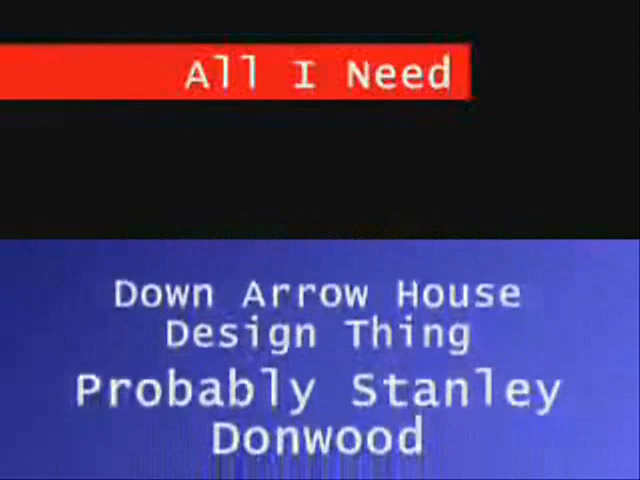 All I Need
Down Arrow House
Design Thing
Probably Stanley
Donwood